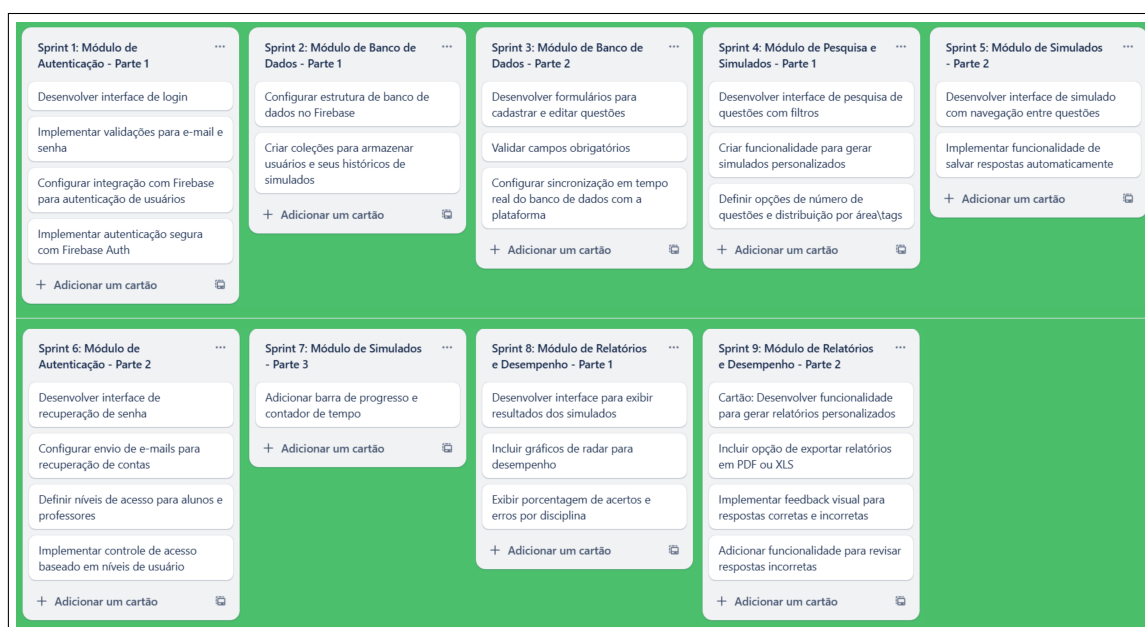 Sprint 1: Módulo de
Autenticação - Parte 1
Desenvolver interface de login
Implementar validações para e-mail e
senha
Configurar integração com Firebase
para autenticação de usuários
Implementar autenticação segura
com Firebase Auth
+ Adicionar um cartão
Sprint 2: Módulo de Banco de
Dados - Parte 1
Configurar estrutura de banco de
dados no Firebase
Criar coleções para armazenar
usuários e seus históricos de
simulados
+ Adicionar um cartão
Sprint 3: Módulo de Banco de
Dados - Parte 2
Desenvolver formulários para
cadastrar e editar questões
Validar campos obrigatórios
Configurar sincronização em tempo
real do banco de dados com a
plataforma
+ Adicionar um cartão
Sprint 4: Módulo de Pesquisa e
Simulados - Parte 1
Desenvolver interface de pesquisa de
questões com filtros
Criar funcionalidade para gerar
simulados personalizados
Definir opções de número de
questões e distribuição por área\tags
+ Adicionar um cartão
Sprint 5: Módulo de Simulados
- Parte 2
Desenvolver interface de simulado
com navegação entre questões
Implementar funcionalidade de
salvar respostas automaticamente
+ Adicionar um cartão
Sprint 6: Módulo de
Autenticação - Parte 2
Desenvolver interface de
recuperação de senha
Configurar envio de e-mails para
recuperação de contas
Definir níveis de acesso para alunos e
professores
Implementar controle de acesso
baseado em níveis de usuário
+ Adicionar um cartão
Sprint 7: Módulo de Simulados
- Parte 3
Adicionar barra de progresso e
contador de tempo
+ Adicionar um cartão
Sprint 8: Módulo de Relatórios
e Desempenho - Parte 1
Desenvolver interface para exibir
resultados dos simulados
Incluir gráficos de radar para
desempenho
Exibir porcentagem de acertos e
erros por disciplina
+ Adicionar um cartão
Sprint 9: Módulo de Relatórios
e Desempenho - Parte 2
Cartão: Desenvolver funcionalidade
para gerar relatórios personalizados
Incluir opção de exportar relatórios
em PDF ou XLS
Implementar feedback visual para
respostas corretas e incorretas
Adicionar funcionalidade para revisar
respostas incorretas
+ Adicionar um cartão